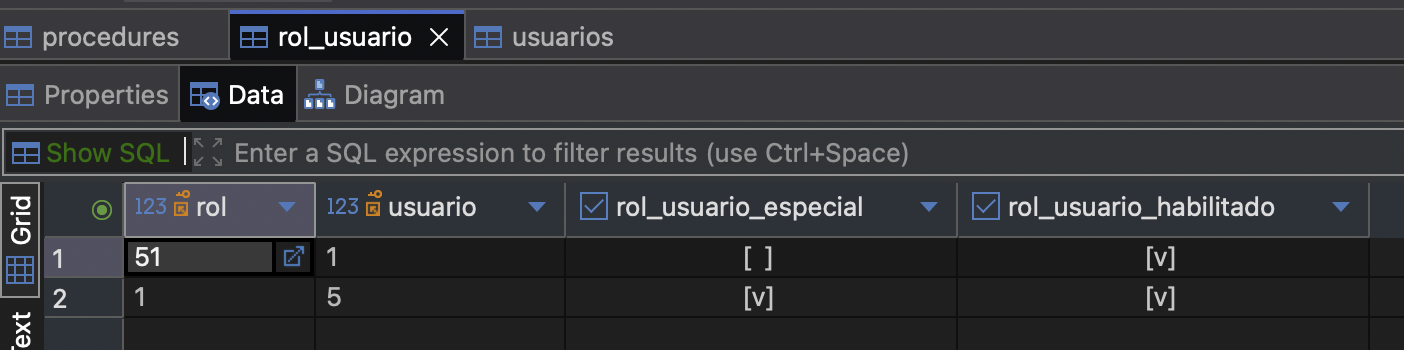 procedures rol_usuario usuarios
Properties Data Diagram
Show SQL Enter a SQL expression to filter results (use Ctrl+Space)
Grid
Text
123 rol 123 usuario rol_usuario_especial rol_usuario_habilitado
1 51 1 [ ] [v]
2 1 5 [v] [v]